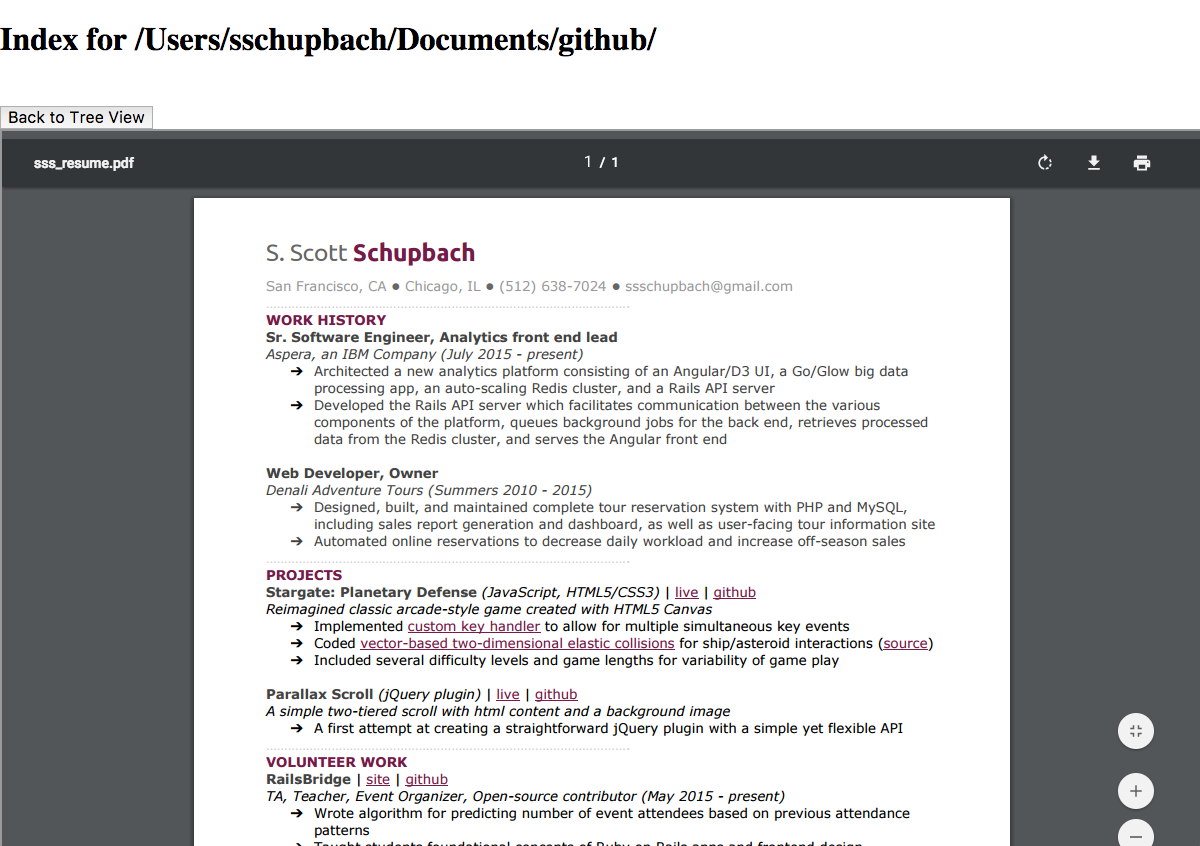 Index for /Users/sschupbach/Documents/github/
Back to Tree View
sss_resume.pdf
1 / 1
S. Scott Schupbach
San Francisco, CA ● Chicago, IL ● (512) 638-7024 ● ssschupbach@gmail.com
WORK HISTORY
Sr. Software Engineer, Analytics front end lead
Aspera, an IBM Company (July 2015 - present)
➔ Architected a new analytics platform consisting of an Angular/D3 UI, a Go/Glow big data
processing app, an auto-scaling Redis cluster, and a Rails API server
➔ Developed the Rails API server which facilitates communication between the various
components of the platform, queues background jobs for the back end, retrieves processed
data from the Redis cluster, and serves the Angular front end
Web Developer, Owner
Denali Adventure Tours (Summers 2010 - 2015)
➔ Designed, built, and maintained complete tour reservation system with PHP and MySQL,
including sales report generation and dashboard, as well as user-facing tour information site
➔ Automated online reservations to decrease daily workload and increase off-season sales
PROJECTS
Stargate: Planetary Defense (JavaScript, HTML5/CSS3) | live | github
Reimagined classic arcade-style game created with HTML5 Canvas
➔ Implemented custom key handler to allow for multiple simultaneous key events
➔ Coded vector-based two-dimensional elastic collisions for ship/asteroid interactions (source)
➔ Included several difficulty levels and game lengths for variability of game play
Parallax Scroll (jQuery plugin) | live | github
A simple two-tiered scroll with html content and a background image
➔ A first attempt at creating a straightforward jQuery plugin with a simple yet flexible API
VOLUNTEER WORK
RailsBridge | site | github
TA, Teacher, Event Organizer, Open-source contributor (May 2015 - present)
➔ Wrote algorithm for predicting number of event attendees based on previous attendance
patterns
➔ Taught students foundational concepts of Ruby on Rails apps and frontend design